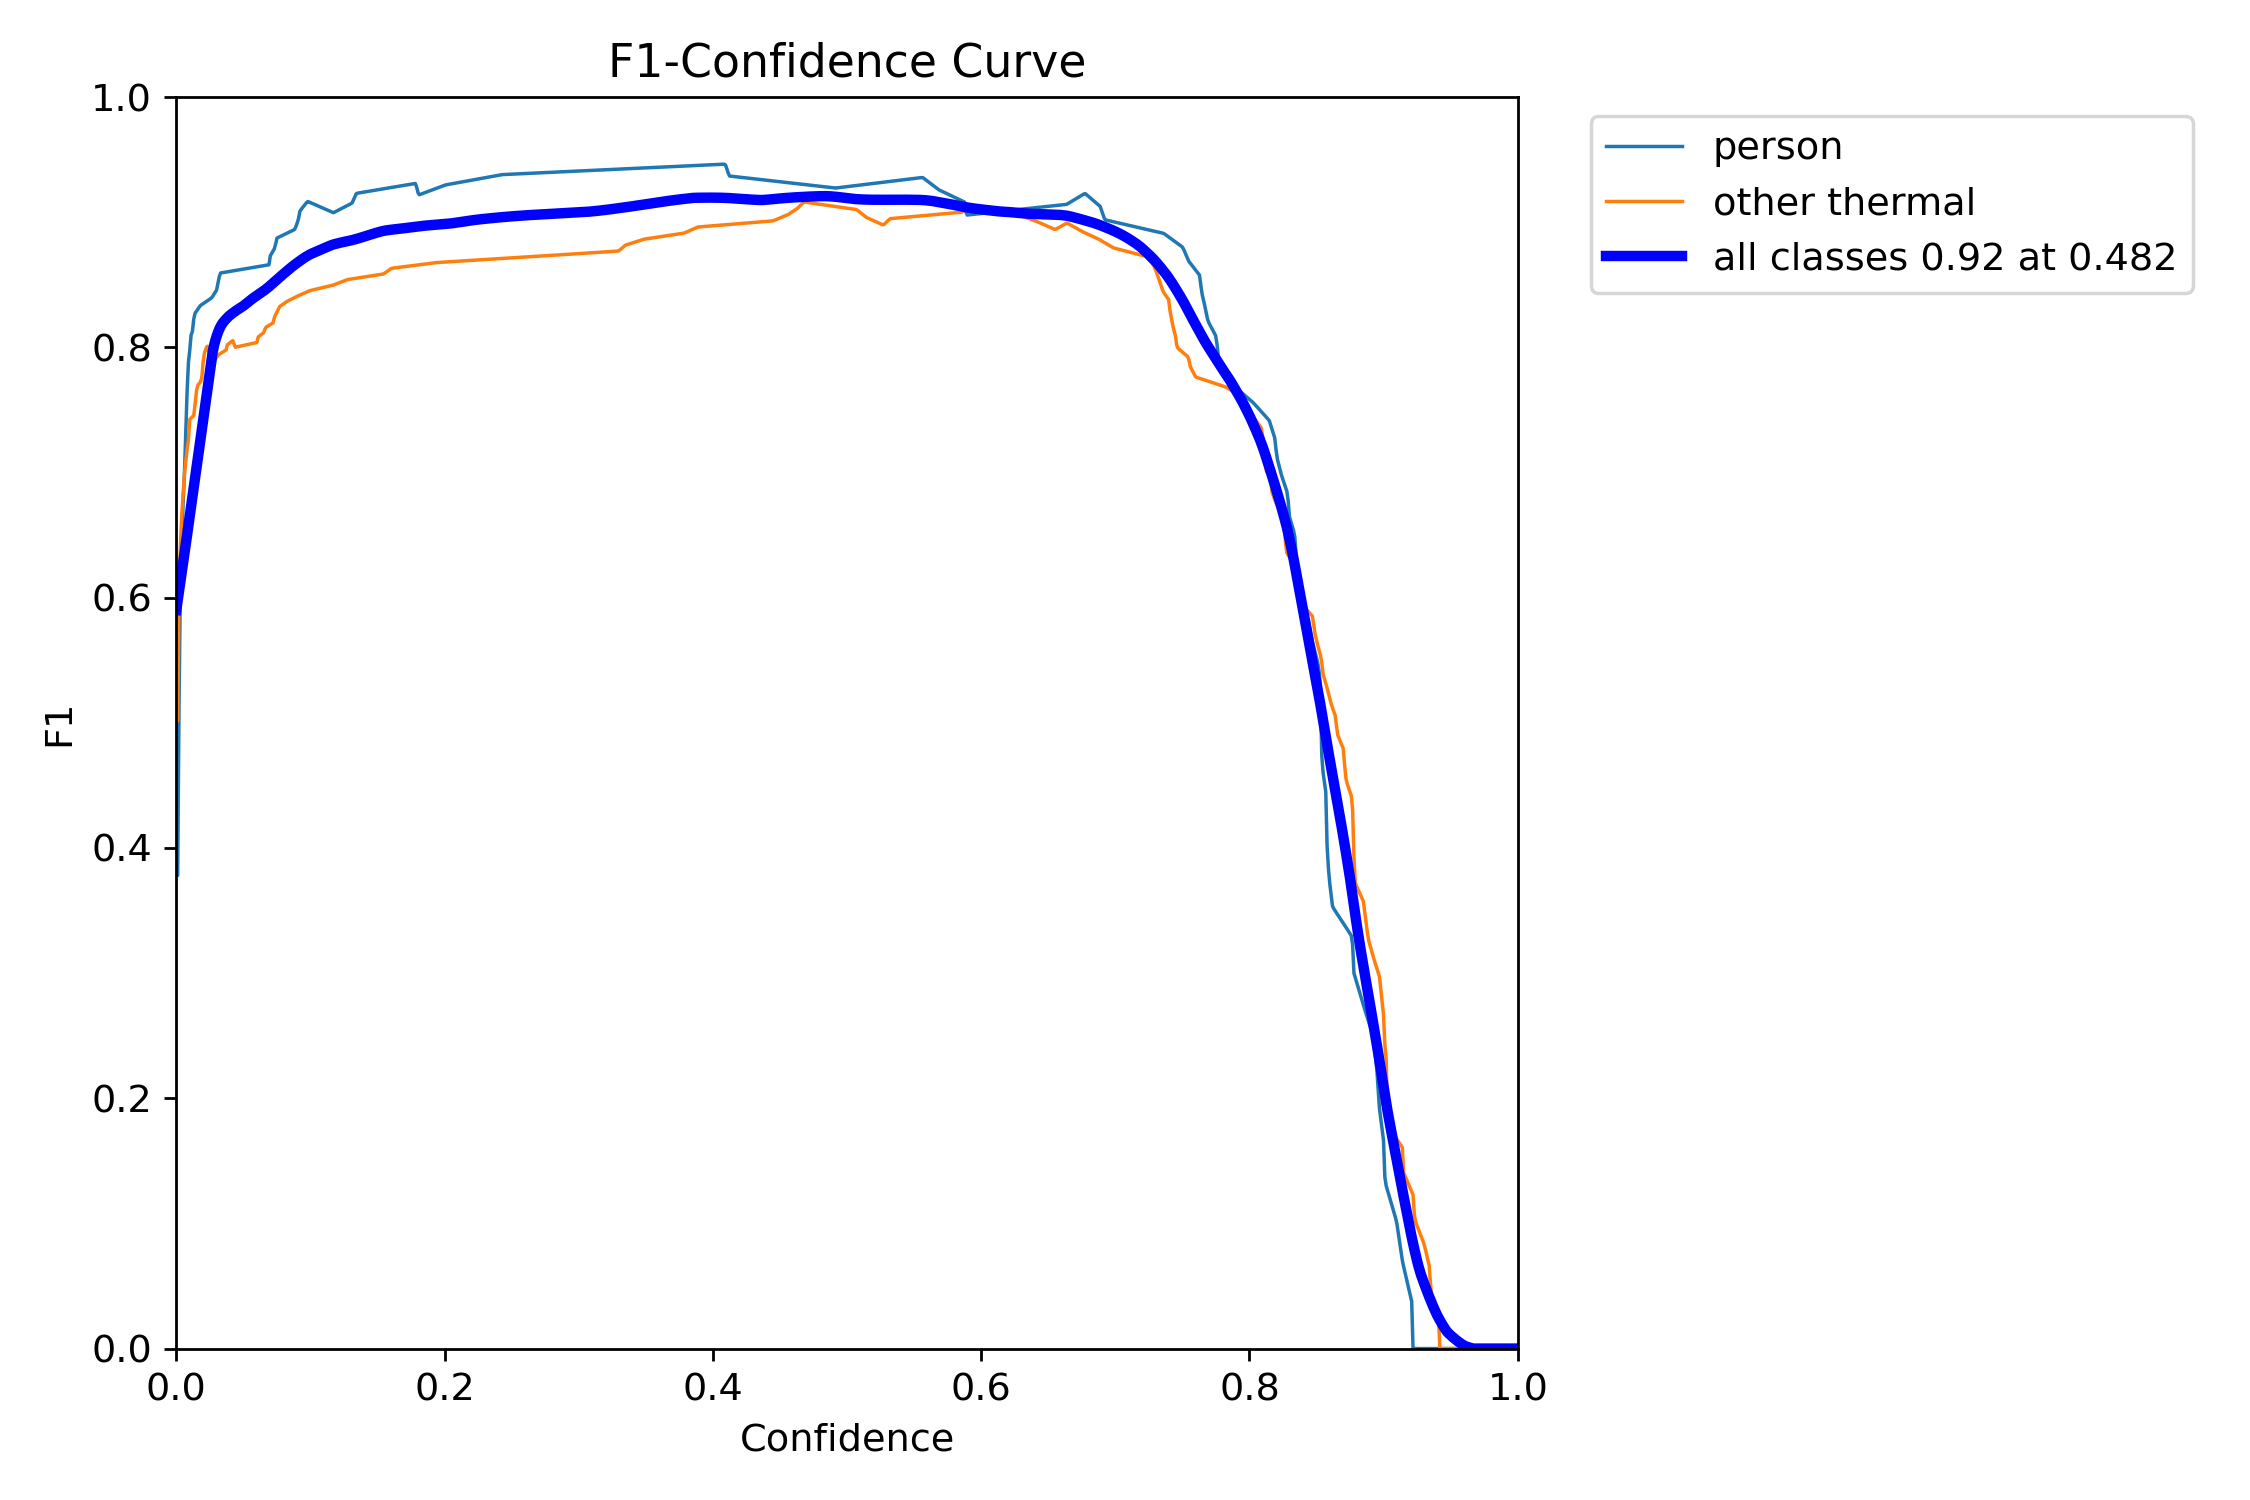 F1-Confidence Curve
1.0
0.8
0.6
0.4
0.2
0.0
F1
0.0 0.2 0.4 0.6 0.8 1.0
Confidence
person
other thermal
all classes 0.92 at 0.482